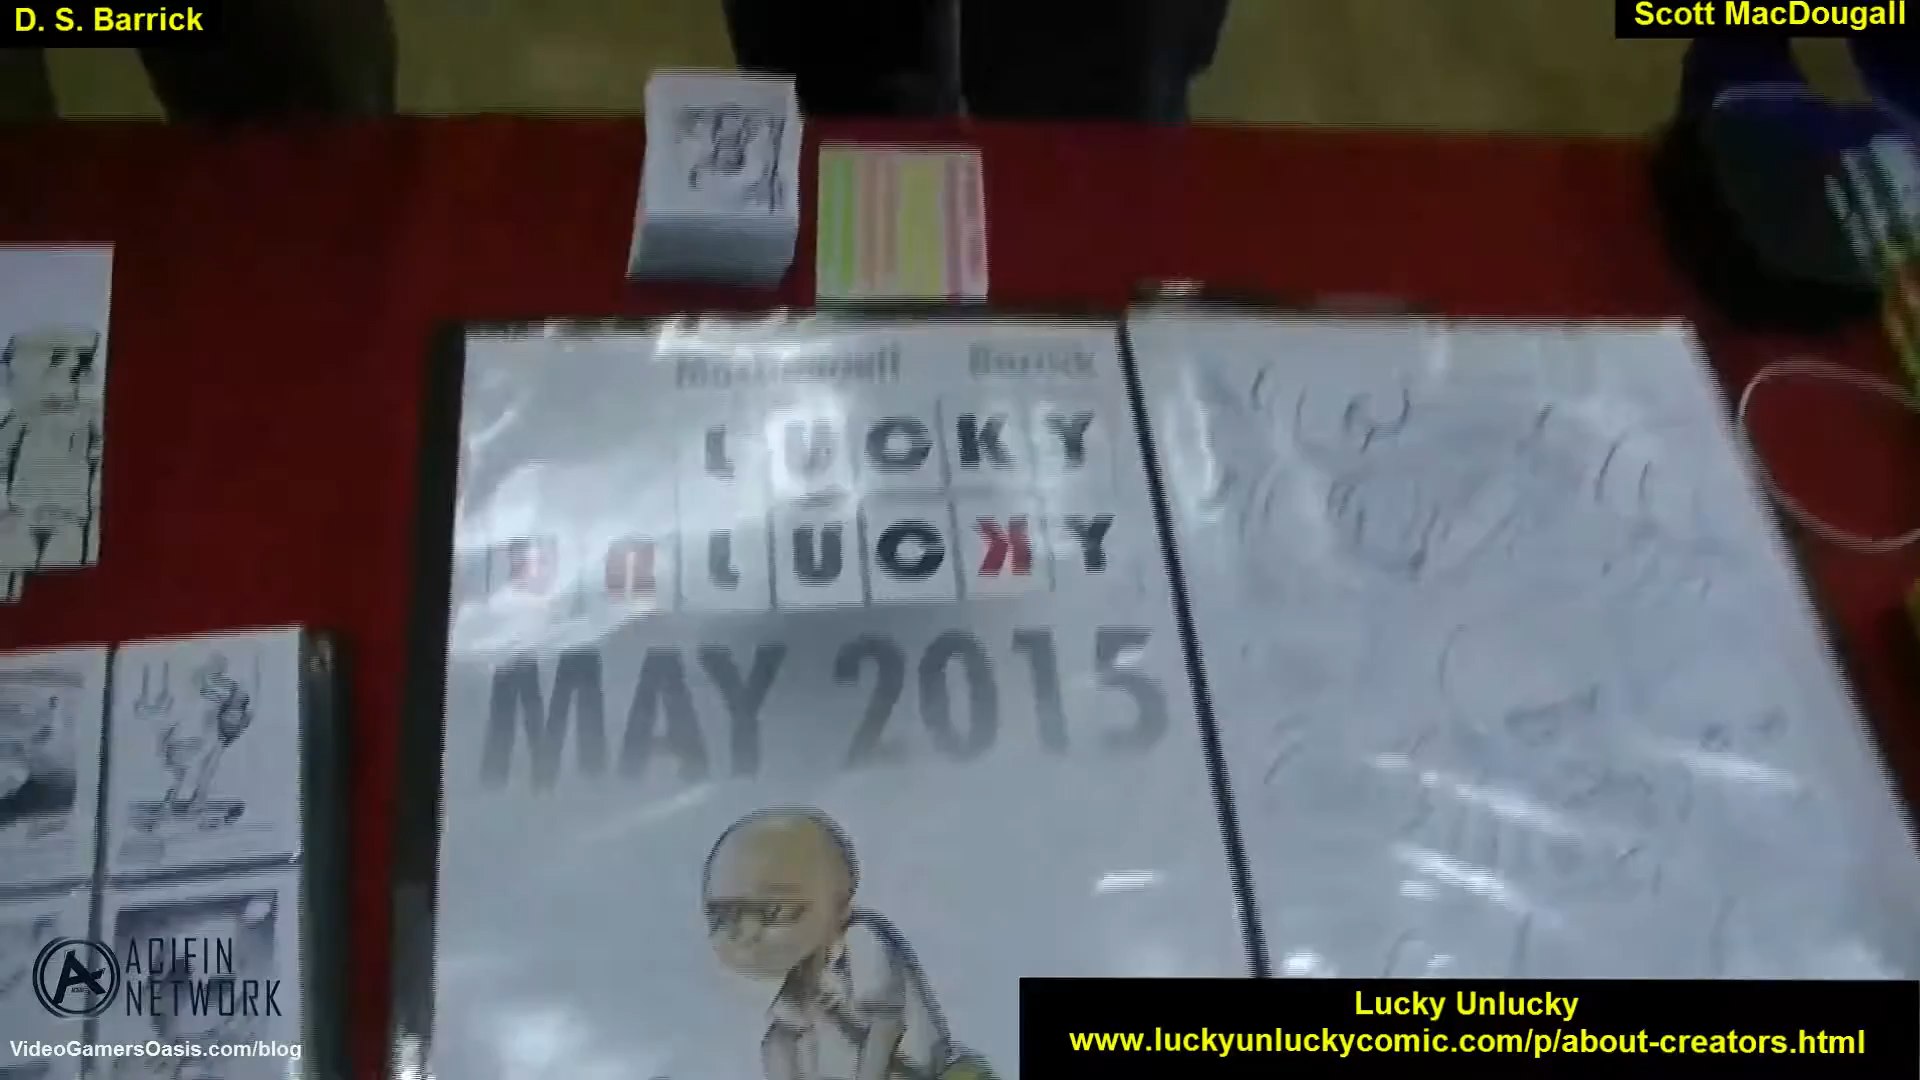 D. S. Barrick
Scott MacDougall
MacDougall Barrick
LUCKY
UnLUCKY
MAY 2015
ACIFIN
NETWORK
VideoGamersOasis.com/blog
Lucky Unlucky
www.luckyunluckycomic.com/p/about-creators.html